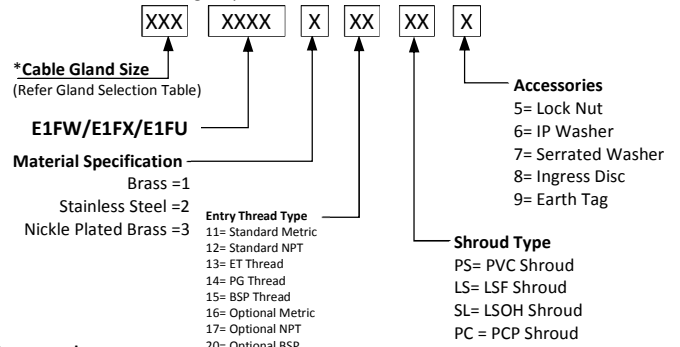 XXX XXXX X XX XX X
*Cable Gland Size
(Refer Gland Selection Table)
E1FW/E1FX/E1FU
Material Specification
Brass =1
Stainless Steel =2
Nickle Plated Brass =3
Entry Thread Type
11= Standard Metric
12= Standard NPT
13= ET Thread
14= PG Thread
15= BSP Thread
16= Optional Metric
17= Optional NPT
20= Optional BSP
Accessories
5= Lock Nut
6= IP Washer
7= Serrated Washer
8= Ingress Disc
9= Earth Tag
Shroud Type
PS= PVC Shroud
LS= LSF Shroud
SL= LSOH Shroud
PC = PCP Shroud